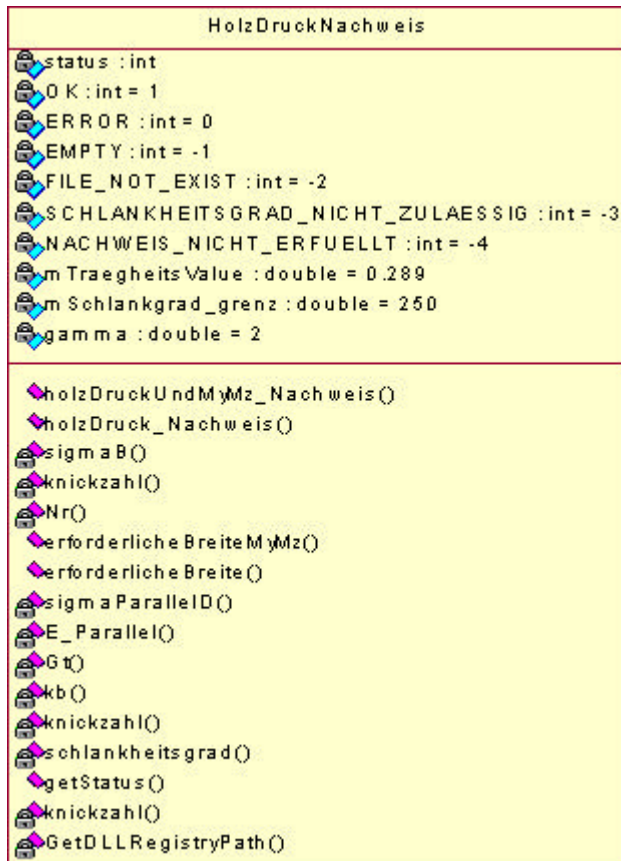 HolzDruckNachweis
status : int
OK : int = 1
ERROR : int = 0
EMPTY : int = -1
FILE_NOT_EXIST : int = -2
SCHLANKHEITSGRAD_NICHT_ZULAESSIG : int = -3
NACHWEIS_NICHT_ERFUELLT : int = -4
mTraegheitsValue : double = 0.289
mSchlankgrad_grenz : double = 250
gamma : double = 2
holzDruckUndMyMz_Nachweis()
holzDruck_Nachweis()
sigmaB()
knickzahl()
Nr()
erforderlicheBreiteMyMz()
erforderlicheBreite()
sigmaParallelD()
E_Parallel()
Gt()
kb()
knickzahl()
schlankheitsgrad()
getStatus()
knickzahl()
GetDLLRegistryPath()